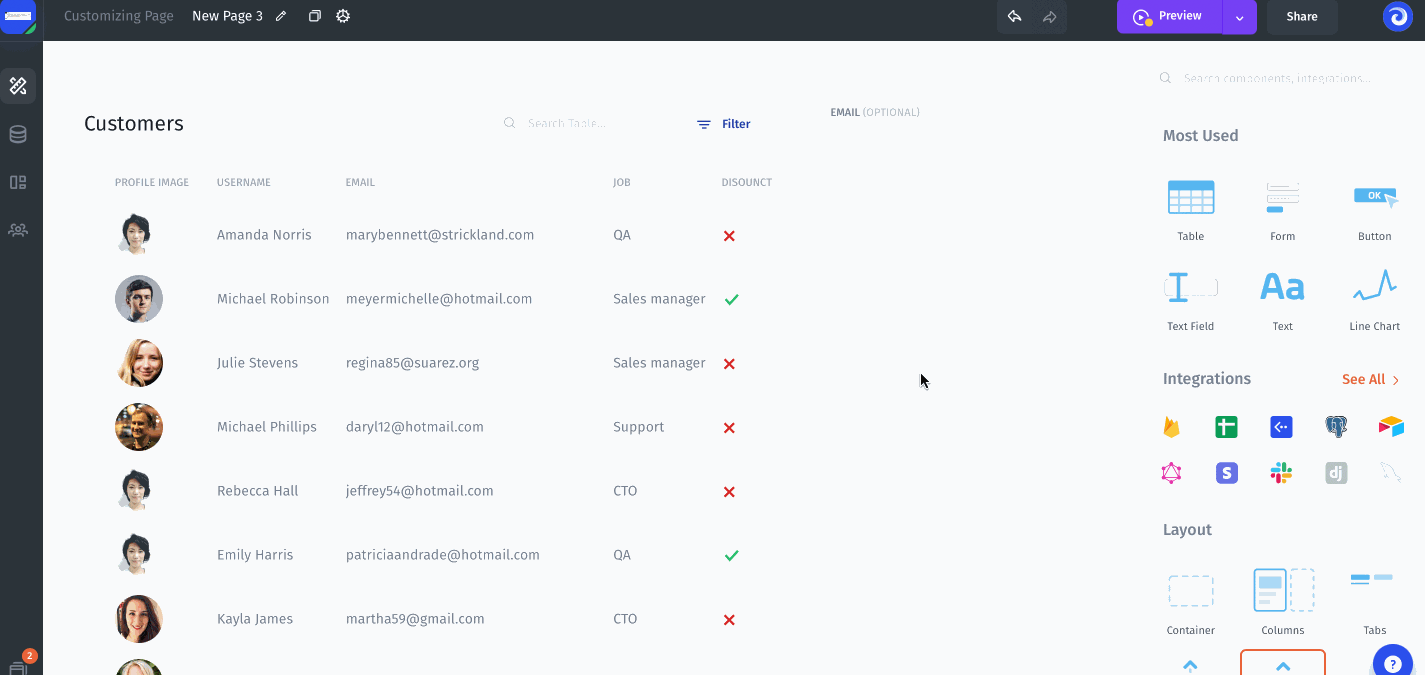 Customizing Page New Page 3 Preview Share
Search components, integrations...
Customers Search Table... Filter EMAIL (OPTIONAL)
PROFILE IMAGE USERNAME EMAIL JOB DISOUNCT
Amanda Norris marybennett@strickland.com QA
Michael Robinson meyermichelle@hotmail.com Sales manager
Julie Stevens regina85@suarez.org Sales manager
Michael Phillips daryl12@hotmail.com Support
Rebecca Hall jeffrey54@hotmail.com CTO
Emily Harris patriciaandrade@hotmail.com QA
Kayla James martha59@gmail.com CTO
2
Most Used
OK
Table Form Button
Aa
Text Field Text Line Chart
Integrations See All
S dj
Layout
Container Columns Tabs
?